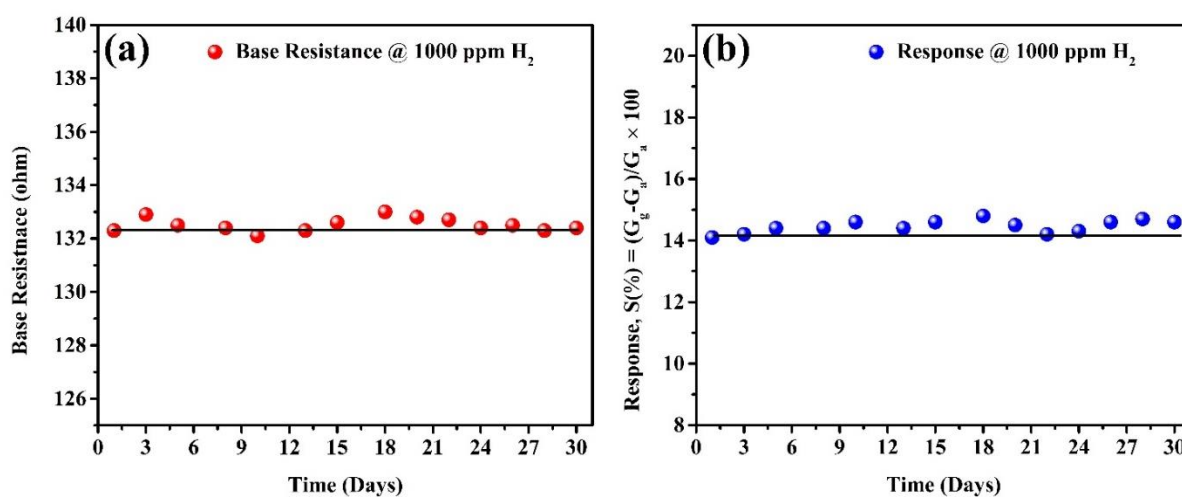 (a)
Base Resistance @ 1000 ppm H2
140
138
136
134
132
130
128
126
Base Resistnace (ohm)
0 3 6 9 12 15 18 21 24 27 30
Time (Days)
(b)
Response @ 1000 ppm H2
20
18
16
14
12
10
8
Response, S(%) = (Gg-Ga)/Ga × 100
0 3 6 9 12 15 18 21 24 27 30
Time (Days)